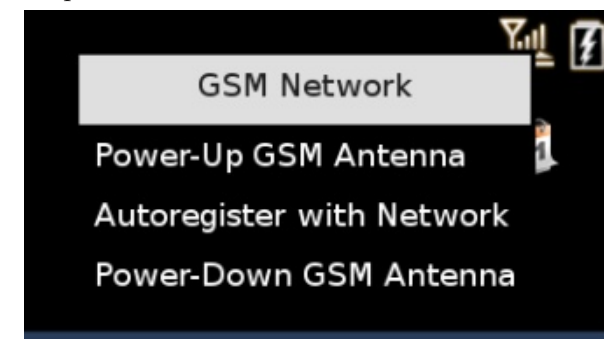 GSM Network
Power-Up GSM Antenna
Autoregister with Network
Power-Down GSM Antenna